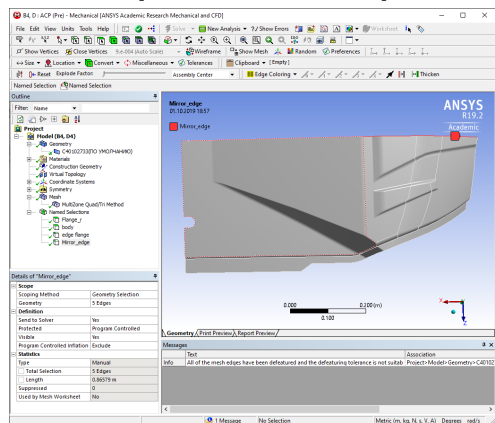 B4, D : ACP (Pre) - Mechanical [ANSYS Academic Research Mechanical and CFD]
File Edit View Units Tools Help Solve New Analysis ?/ Show Errors Worksheet
Show Vertices Close Vertices 8,e-004 (Auto Scale) Wireframe Show Mesh Random Preferences
Size Location Convert Miscellaneous Tolerances Clipboard [Empty]
Reset Explode Factor: Assembly Center Edge Coloring Thicken
Named Selection Named Selection
Outline
Filter: Name
Project
Model (B4, D4)
Geometry
C40102733(ПО УМОЛЧАНИЮ)
Materials
Construction Geometry
Virtual Topology
Coordinate Systems
Symmetry
Mesh
MultiZone Quad/Tri Method
Named Selections
Flange_r
body
edge flange
Mirror_edge
Mirror_edge
01.10.2019 18:57
Mirror_edge
ANSYS
R19.2
Academic
0.000 0.200 (m)
0.100
X
Z
Geometry Print Preview Report Preview
Details of "Mirror_edge"
Scope
Scoping Method Geometry Selection
Geometry 5 Edges
Definition
Send to Solver Yes
Protected Program Controlled
Visible Yes
Program Controlled Inflation Exclude
Statistics
Type Manual
Total Selection 5 Edges
Length 0.86579 m
Suppressed 0
Used by Mesh Worksheet No
Messages
Text Association
Info All of the mesh edges have been defeatured and the defeaturing tolerance is not suitab Project>Model>Geometry>C40102
1 Message No Selection Metric (m, kg, N, s, V, A) Degrees rad/s